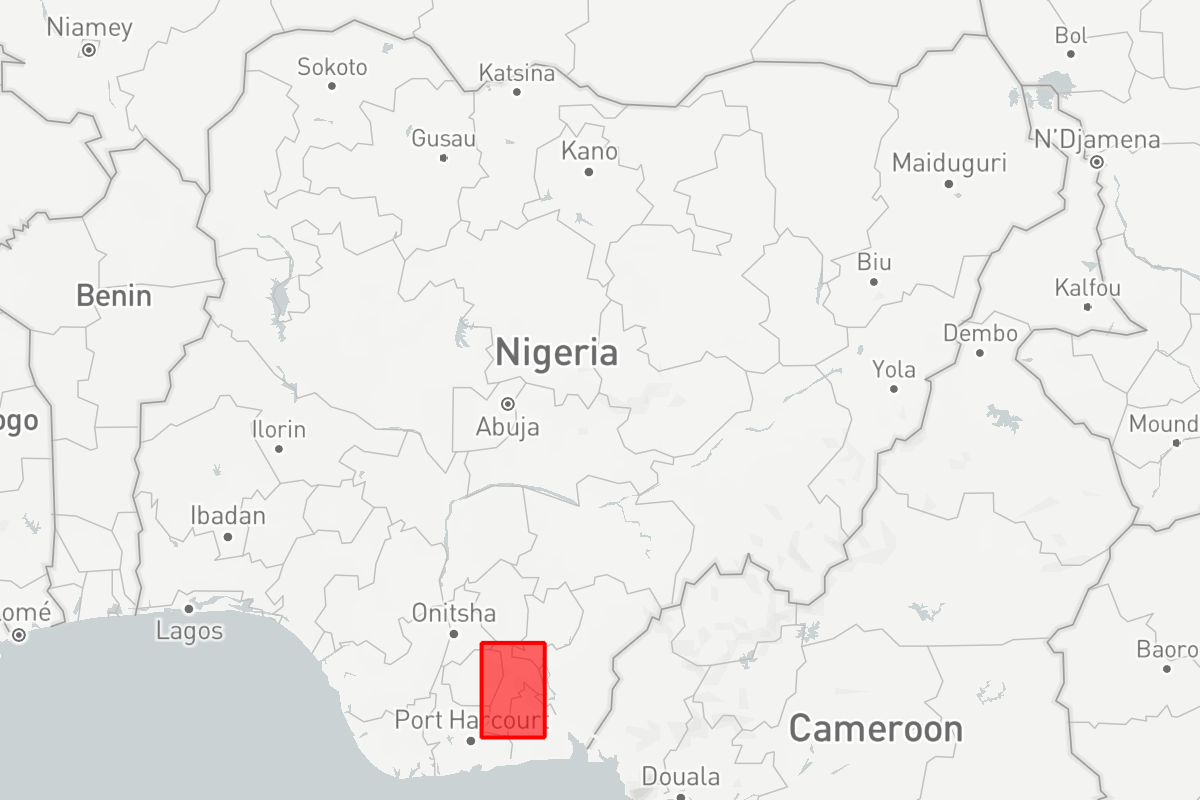 Niamey
Bol
Sokoto
Katsina
Gusau
Kano
N'Djamena
Maiduguri
Benin
Biu
Kalfou
Dembo
Nigeria
Yola
ogo
Ilorin
Abuja
Mound
Ibadan
Onitsha
omé
Lagos
Baoro
Port Harcourt
Cameroon
Douala